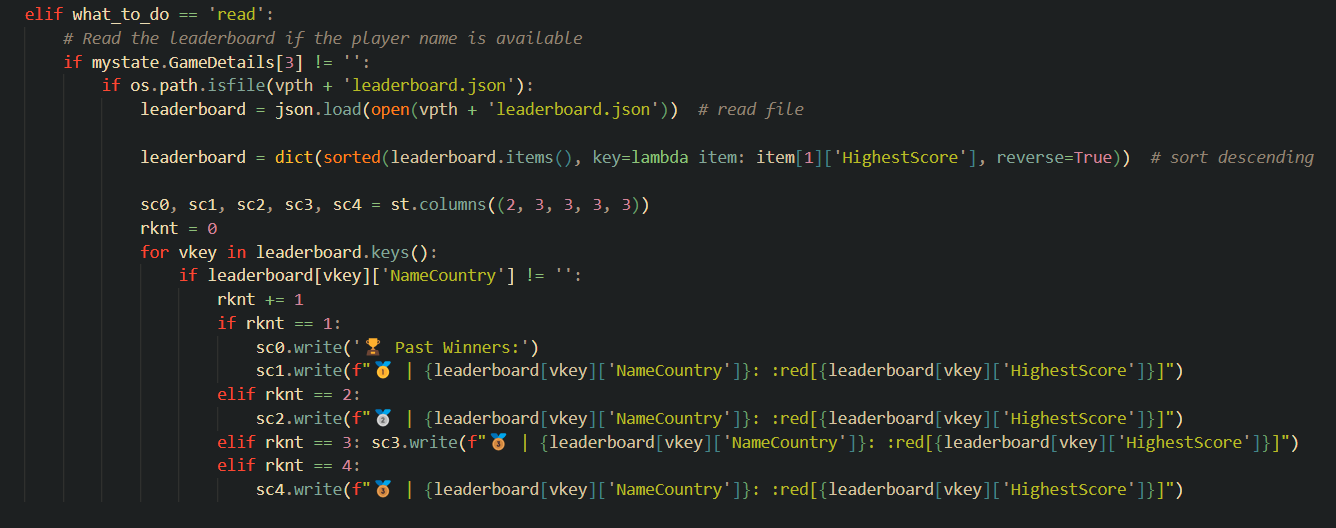 elif what_to_do == 'read':
# Read the leaderboard if the player name is available
if mystate.GameDetails[3] != '':
if os.path.isfile(vpth + 'leaderboard.json'):
leaderboard = json.load(open(vpth + 'leaderboard.json'))  # read file
leaderboard = dict(sorted(leaderboard.items(), key=lambda item: item[1]['HighestScore'], reverse=True))  # sort descending
sc0, sc1, sc2, sc3, sc4 = st.columns((2, 3, 3, 3, 3))
rknt = 0
for vkey in leaderboard.keys():
if leaderboard[vkey]['NameCountry'] != '':
rknt += 1
if rknt == 1:
sc0.write('🏆 Past Winners:')
sc1.write(f"🥇 | {leaderboard[vkey]['NameCountry']}: :red[{leaderboard[vkey]['HighestScore']}]")
elif rknt == 2:
sc2.write(f"🥈 | {leaderboard[vkey]['NameCountry']}: :red[{leaderboard[vkey]['HighestScore']}]")
elif rknt == 3: sc3.write(f"🥉 | {leaderboard[vkey]['NameCountry']}: :red[{leaderboard[vkey]['HighestScore']}]")
elif rknt == 4:
sc4.write(f"🥉 | {leaderboard[vkey]['NameCountry']}: :red[{leaderboard[vkey]['HighestScore']}]")